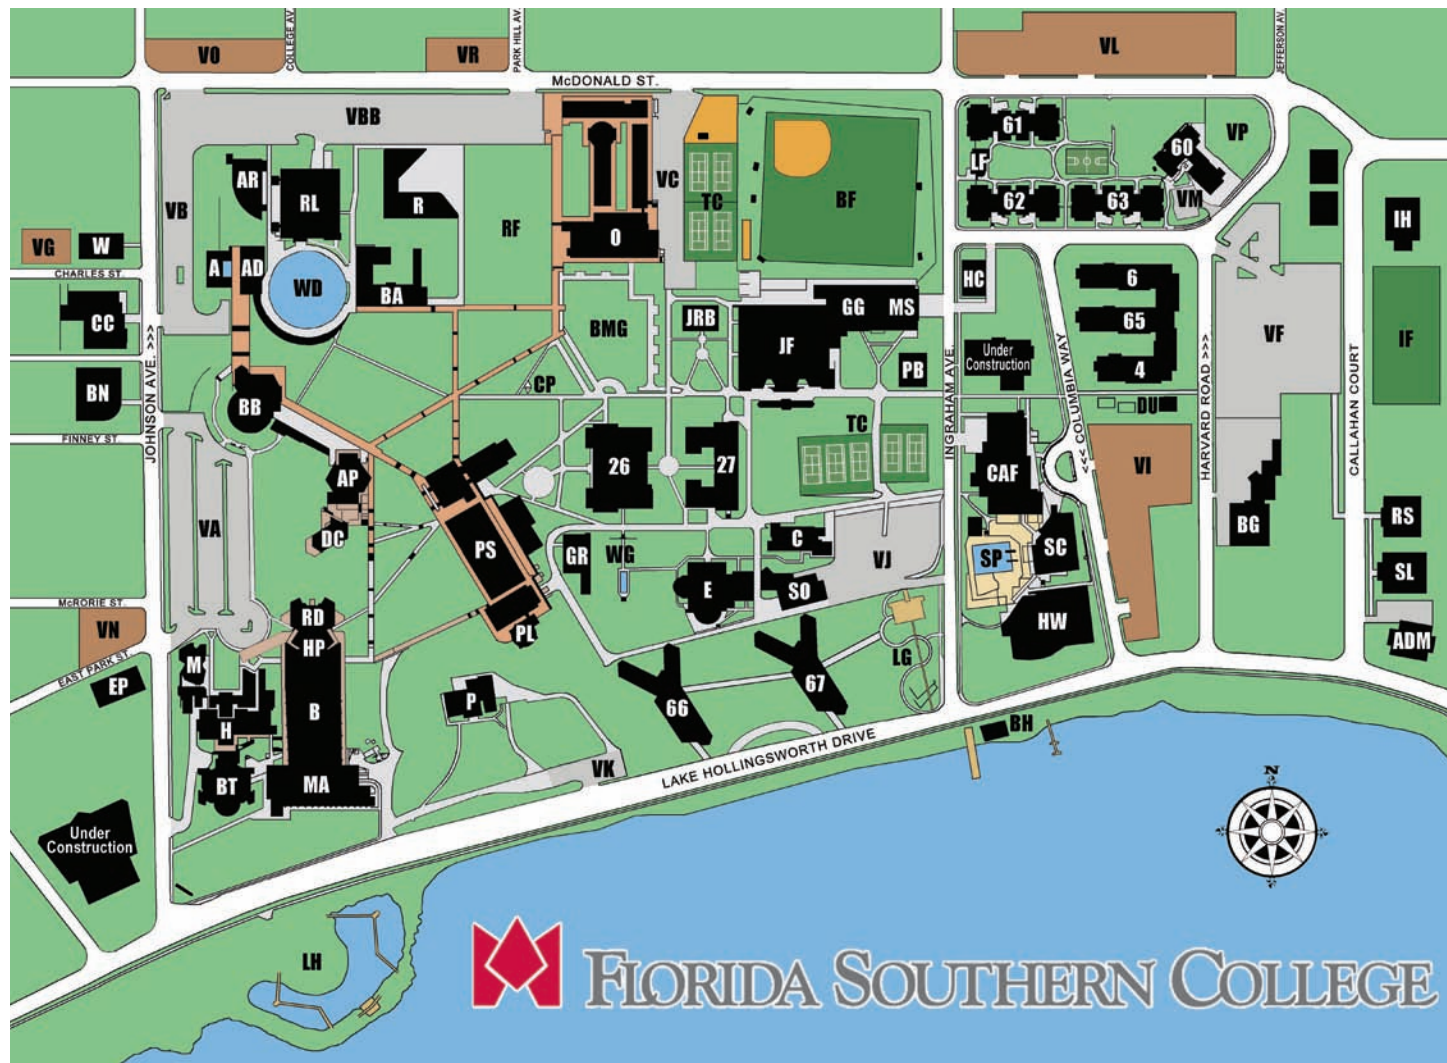 VO
COLLEGE AV.
VR
PARK HILL AV.
VL
JEFFERSON AV.
McDONALD ST.
VBB
61
VP
60
LF
AR
RL
R
VC
TC
BF
62
63
VM
VB
RF
O
IH
VG
W
CHARLES ST.
A
AD
WD
BA
HC
6
CC
BMG
JRB
GG
MS
65
VF
IF
JF
Under
Construction
JOHNSON AVE. >>>
INGRAHAM AVE.
<<< COLUMBIA WAY
HARVARD ROAD >>>
CALLAHAN COURT
BN
BB
CP
PB
4
DU
FINNEY ST.
TC
AP
26
27
CAF
VI
VA
DC
PS
GR
WG
C
VJ
SP
SC
BG
RS
SL
E
SO
McRORIE ST.
VN
RD
HP
PL
HW
ADM
EAST PARK ST.
M
EP
LG
B
P
66
67
H
BH
BT
MA
VK
LAKE HOLLINGSWORTH DRIVE
N
Under
Construction
LH
FLORIDA SOUTHERN COLLEGE